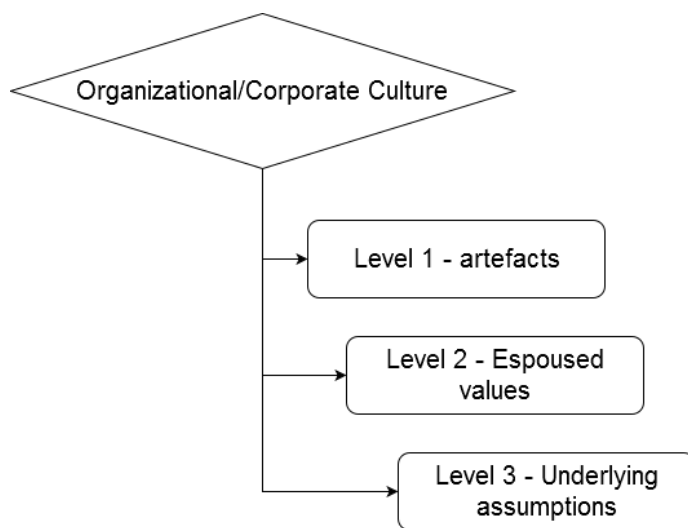 Organizational/Corporate Culture
Level 1 - artefacts
Level 2 - Espoused
values
Level 3 - Underlying
assumptions